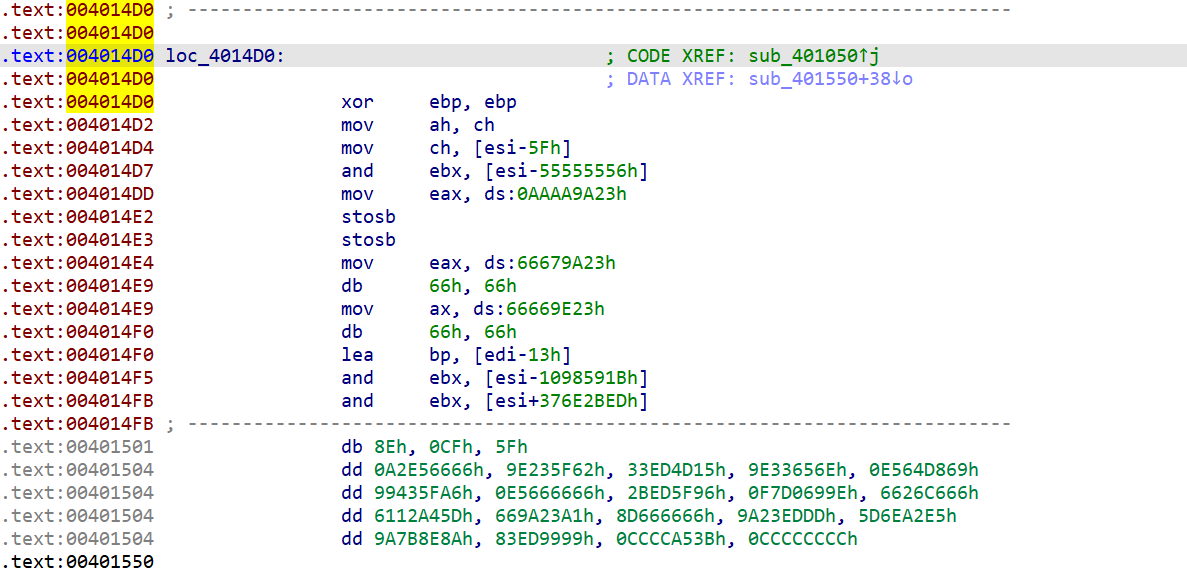 .text:004014D0 ; ---------------------------------------------------------------------------
.text:004014D0
.text:004014D0 loc_4014D0: ; CODE XREF: sub_401050↑j
.text:004014D0 ; DATA XREF: sub_401550+38↓o
.text:004014D0 xor ebp, ebp
.text:004014D2 mov ah, ch
.text:004014D4 mov ch, [esi-5Fh]
.text:004014D7 and ebx, [esi-55555556h]
.text:004014DD mov eax, ds:0AAAA9A23h
.text:004014E2 stosb
.text:004014E3 stosb
.text:004014E4 mov eax, ds:66679A23h
.text:004014E9 db 66h, 66h
.text:004014E9 mov ax, ds:66669E23h
.text:004014F0 db 66h, 66h
.text:004014F0 lea bp, [edi-13h]
.text:004014F5 and ebx, [esi-1098591Bh]
.text:004014FB and ebx, [esi+376E2BEDh]
.text:004014FB ; ---------------------------------------------------------------------------
.text:00401501 db 8Eh, 0CFh, 5Fh
.text:00401504 dd 0A2E56666h, 9E235F62h, 33ED4D15h, 9E33656Eh, 0E564D869h
.text:00401504 dd 99435FA6h, 0E5666666h, 2BED5F96h, 0F7D0699Eh, 6626C666h
.text:00401504 dd 6112A45Dh, 669A23A1h, 8D666666h, 9A23EDDDh, 5D6EA2E5h
.text:00401504 dd 9A7B8E8Ah, 83ED9999h, 0CCCCA53Bh, 0CCCCCCCCh
.text:00401550